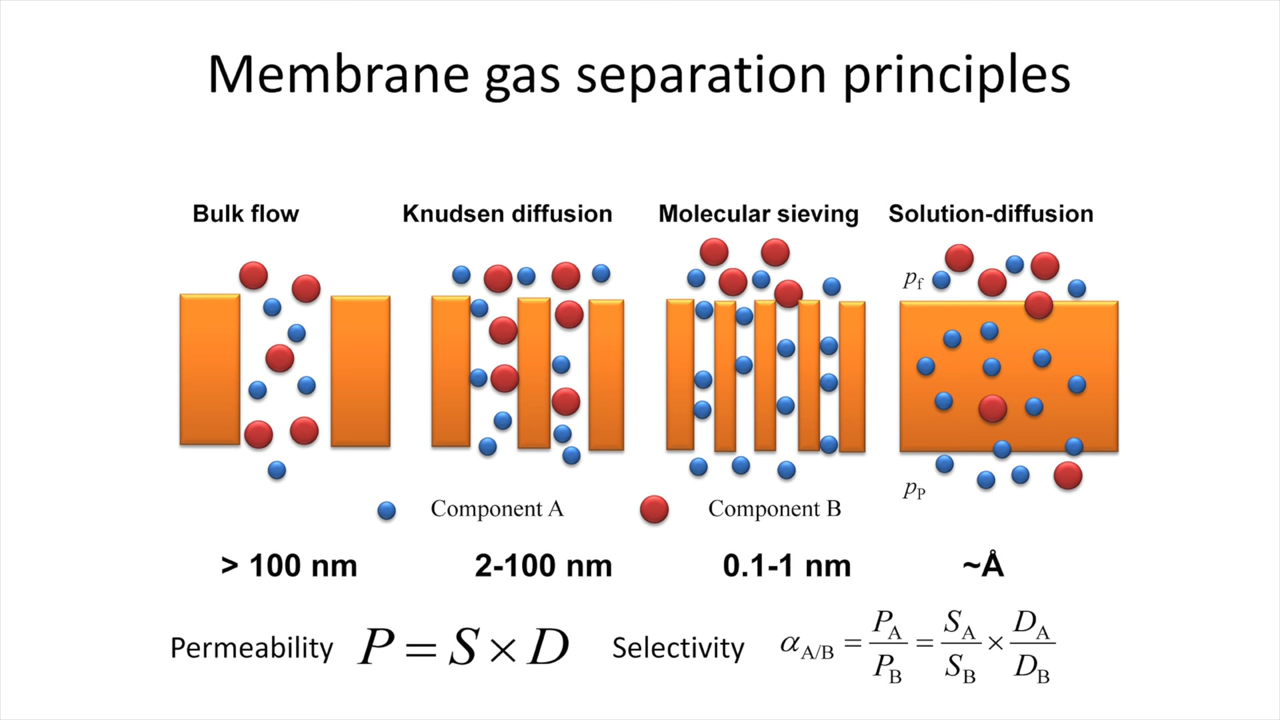 Membrane gas separation principles
Bulk flow
Knudsen diffusion
Molecular sieving
Solution-diffusion
pf
pP
Component A
Component B
> 100 nm
2-100 nm
0.1-1 nm
~Å
Permeability P = S × D
Selectivity αA/B = PA/PB = SA/SB × DA/DB